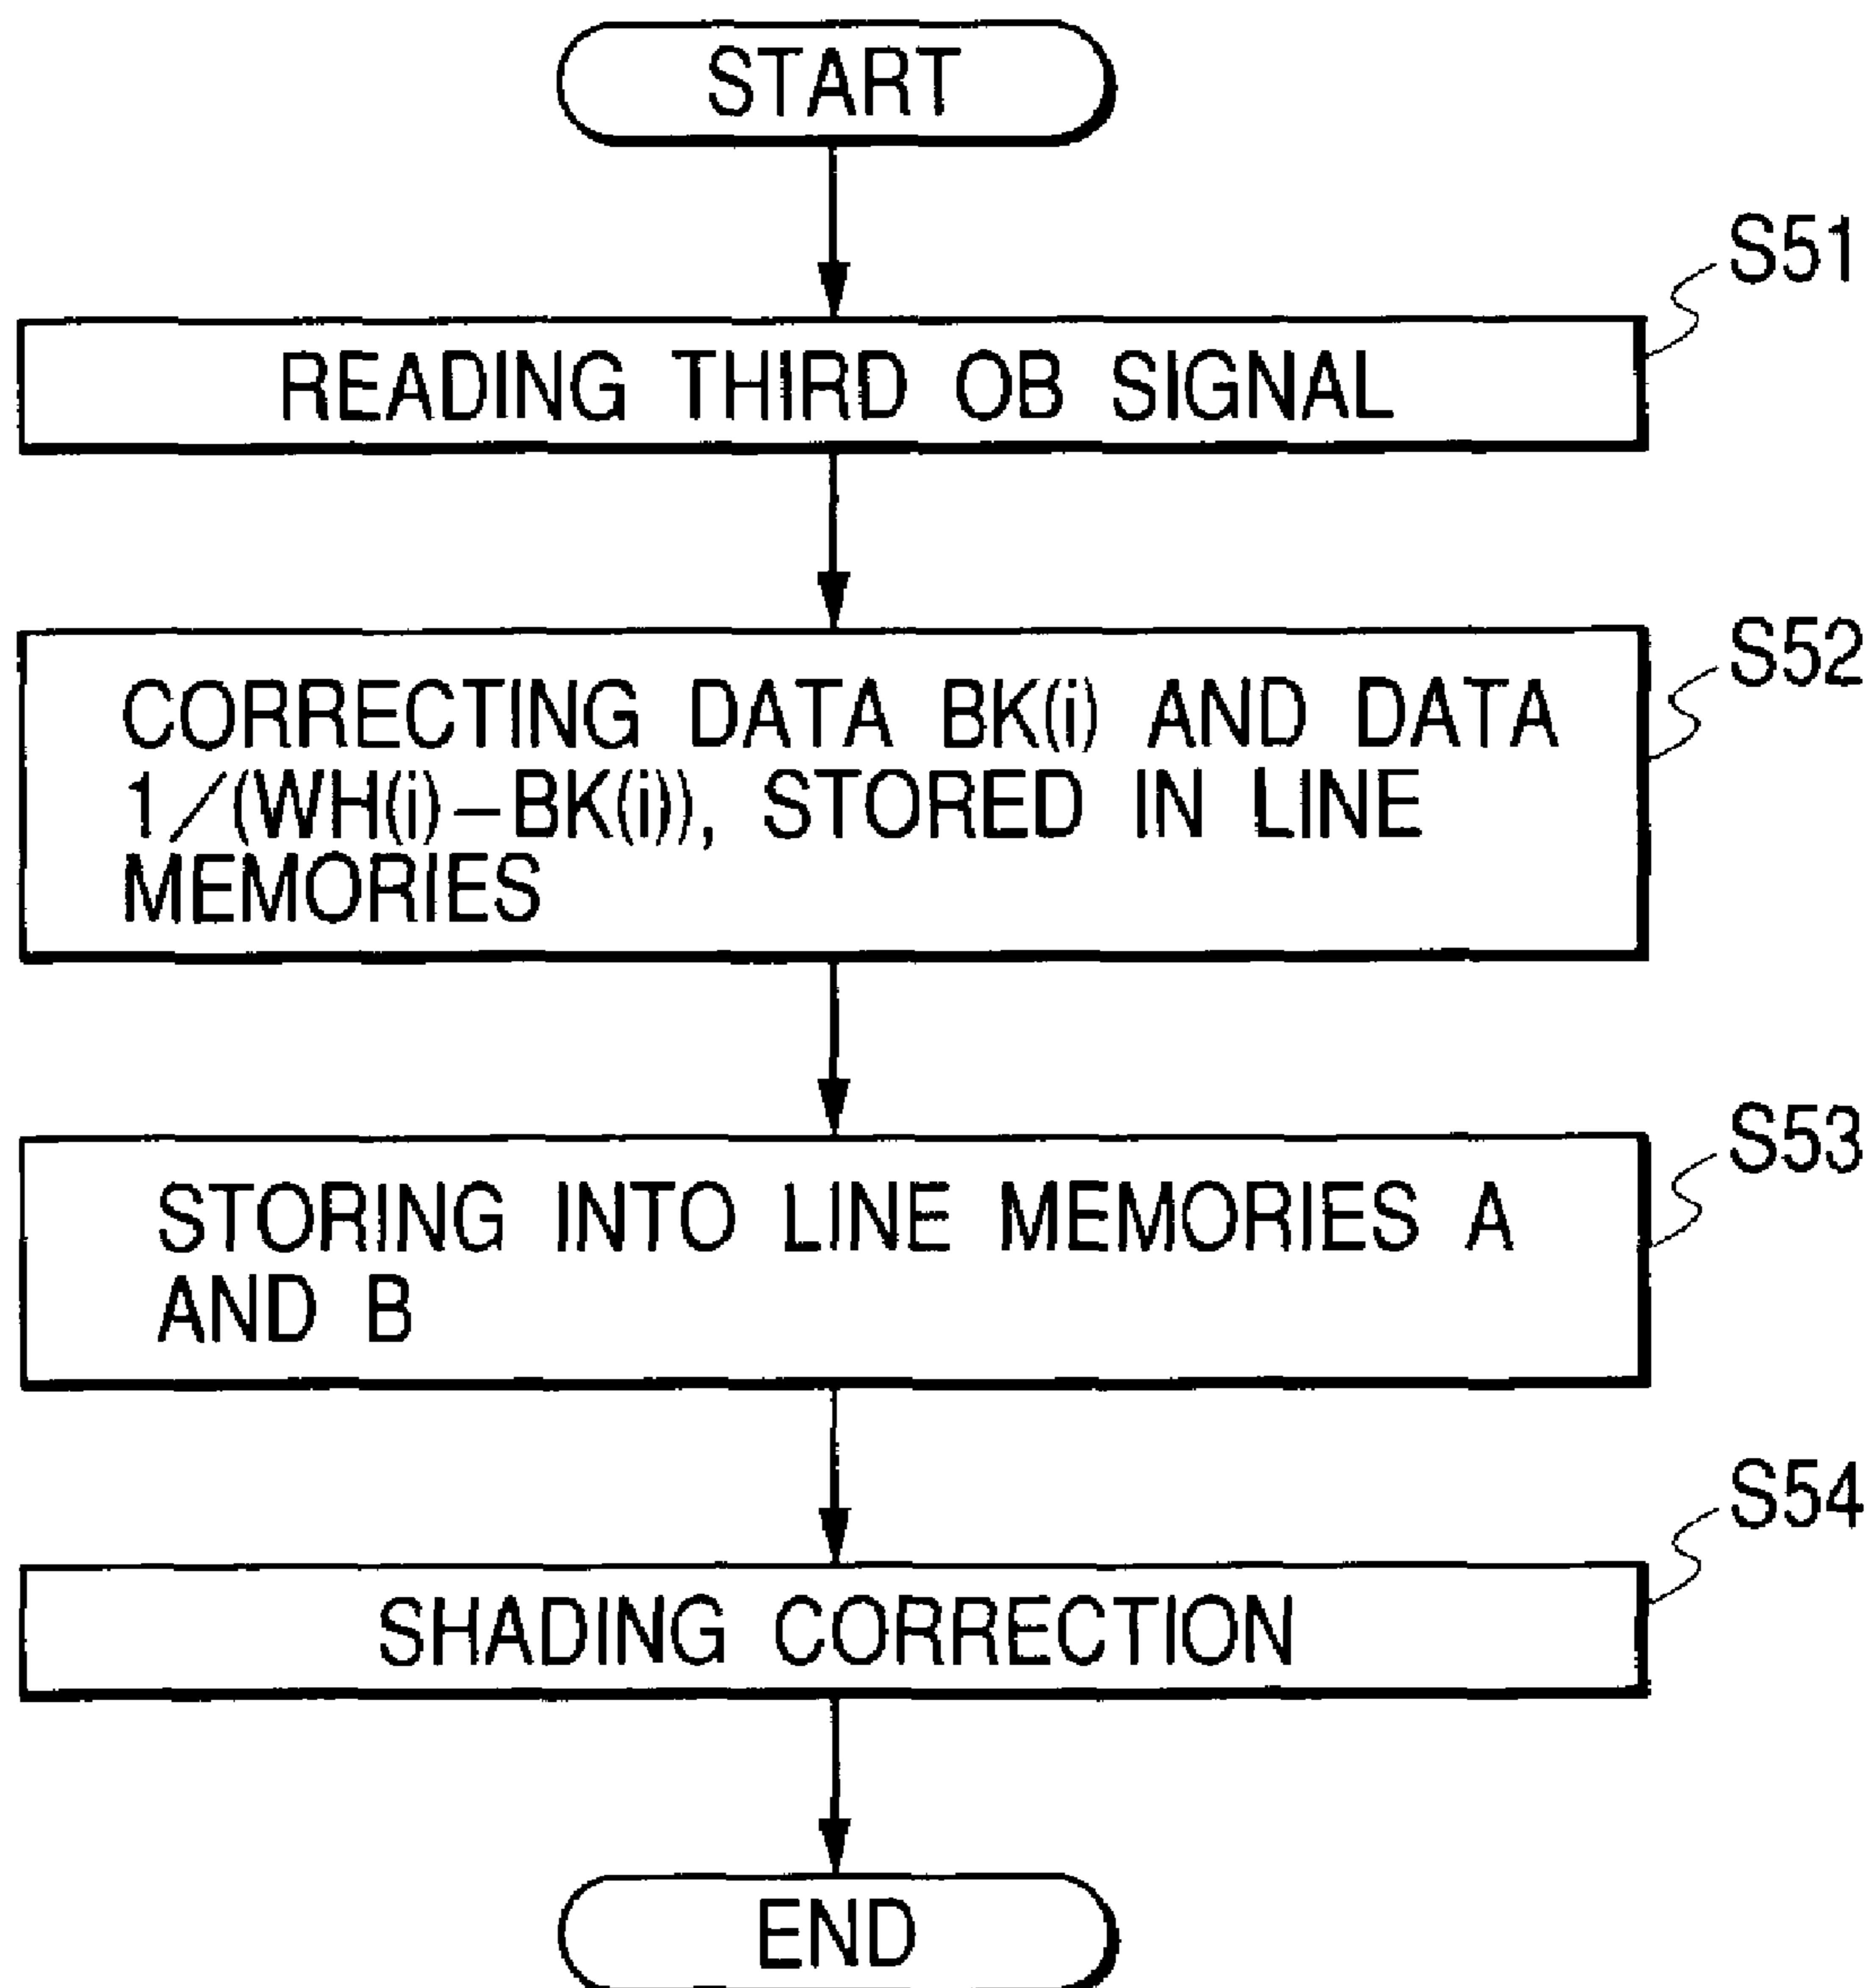 START
S51
READING THIRD OB SIGNAL
S52
CORRECTING DATA BK(i) AND DATA
1/(WH(i)-BK(i)), STORED IN LINE
MEMORIES
S53
STORING INTO LINE MEMORIES A
AND B
S54
SHADING CORRECTION
END